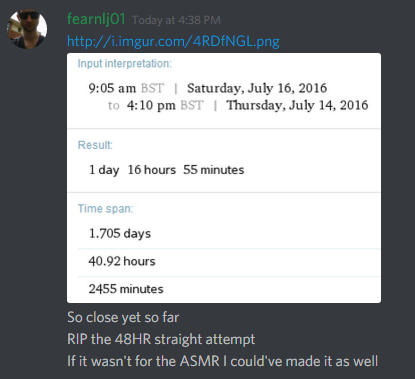 fearnlj01 Today at 4:38 PM
http://i.imgur.com/4RDfNGL.png
Input interpretation:
9:05 am BST | Saturday, July 16, 2016
to 4:10 pm BST | Thursday, July 14, 2016
Result:
1 day 16 hours 55 minutes
Time span:
1.705 days
40.92 hours
2455 minutes
So close yet so far
RIP the 48HR straight attempt
If it wasn't for the ASMR I could've made it as well